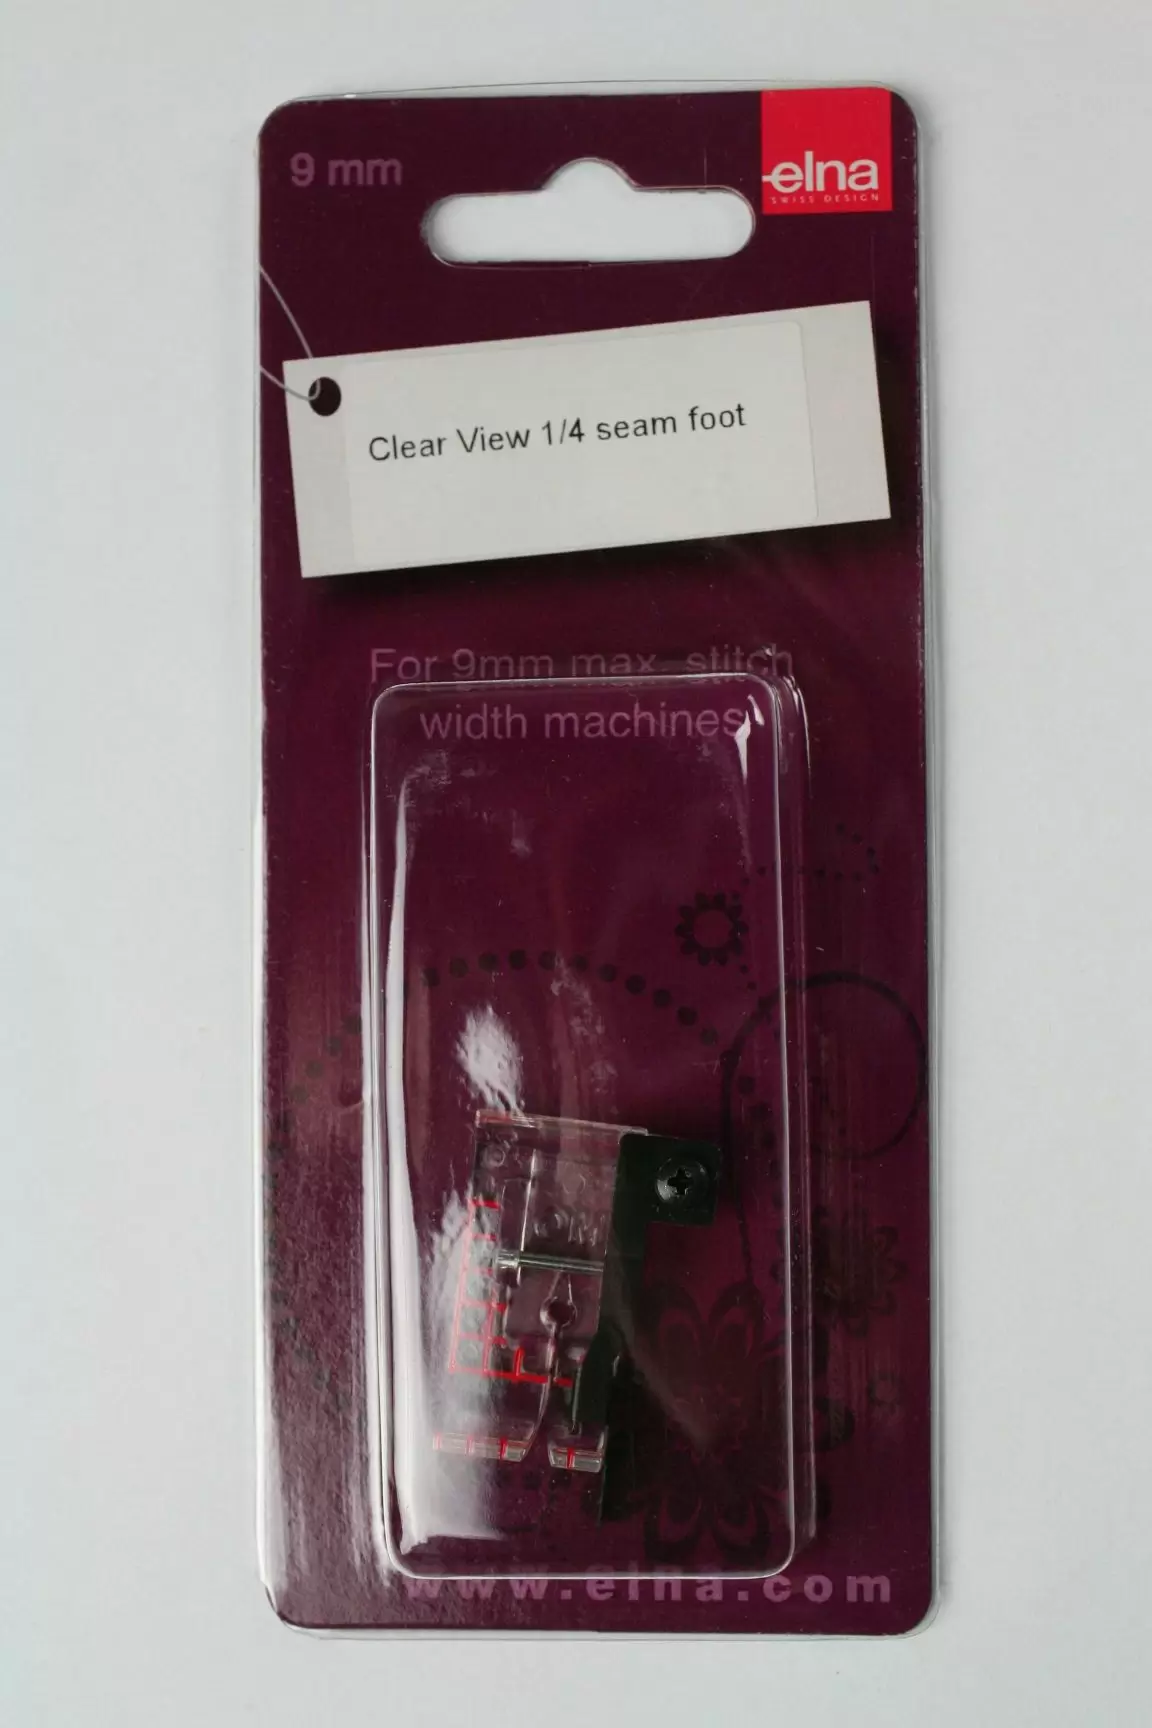 9 mm
elna
SWISS DESIGN
Clear View 1/4 seam foot
For 9mm max. stitch
width machines
www.elna.com